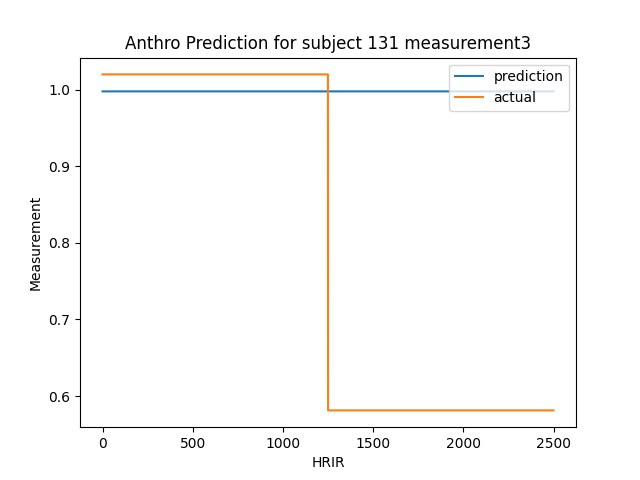 Anthro Prediction for subject 131 measurement3
prediction
actual
1.0
0.9
0.8
0.7
0.6
Measurement
0 500 1000 1500 2000 2500
HRIR